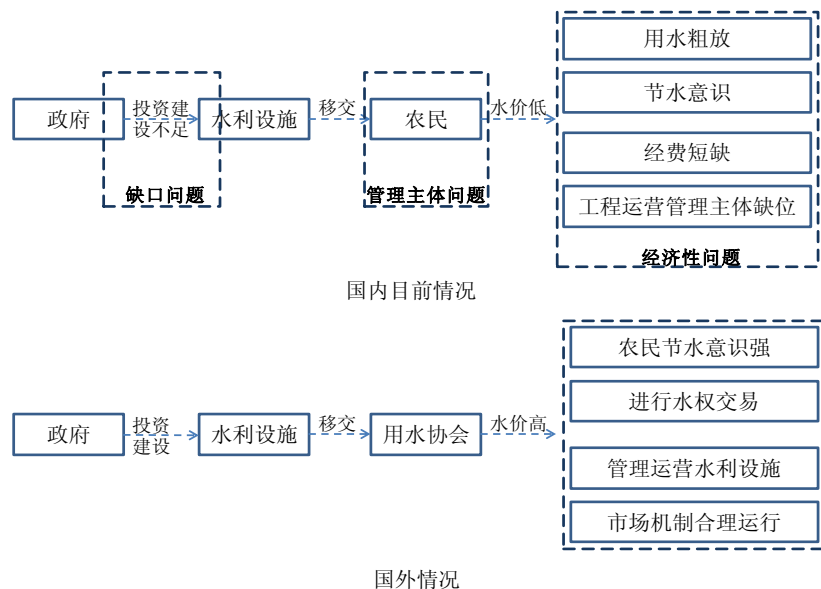 用水粗放
节水意识
政府
投资建
设不足
水利设施
移交
农民
水价低
经费短缺
缺口问题
管理主体问题
工程运营管理主体缺位
经济性问题
国内目前情况
农民节水意识强
进行水权交易
政府
投资
建设
水利设施
移交
用水协会
水价高
管理运营水利设施
市场机制合理运行
国外情况